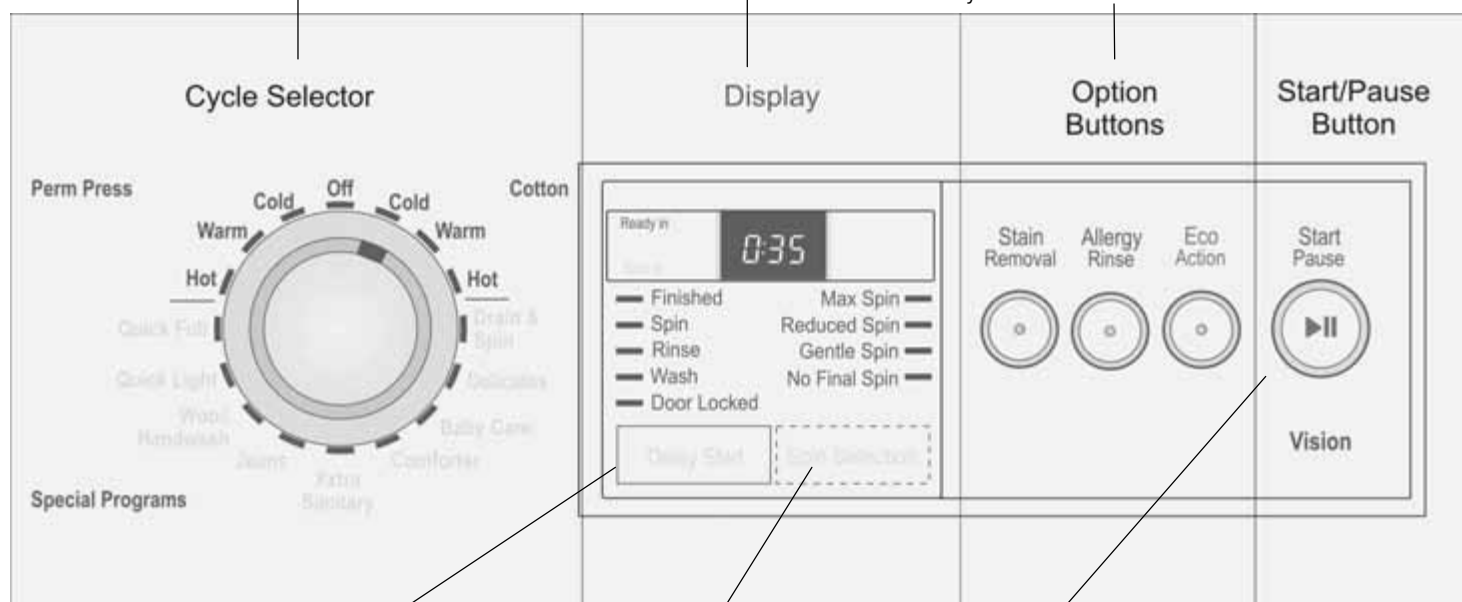 Cycle Selector
Display
Option
Buttons
Start/Pause
Button
Perm Press
Cotton
Off
Cold
Cold
Warm
Warm
Hot
Hot
Quick Full
Drain &
Spin
Quick Light
Delicates
Wool
Handwash
Baby Care
Jeans
Comforter
Extra
Sanitary
Special Programs
Ready in
0:35
Finished
Spin
Rinse
Wash
Door Locked
Max Spin
Reduced Spin
Gentle Spin
No Final Spin
Delay Start
Spin Selection
Stain
Removal
Allergy
Rinse
Eco
Action
Start
Pause
Vision